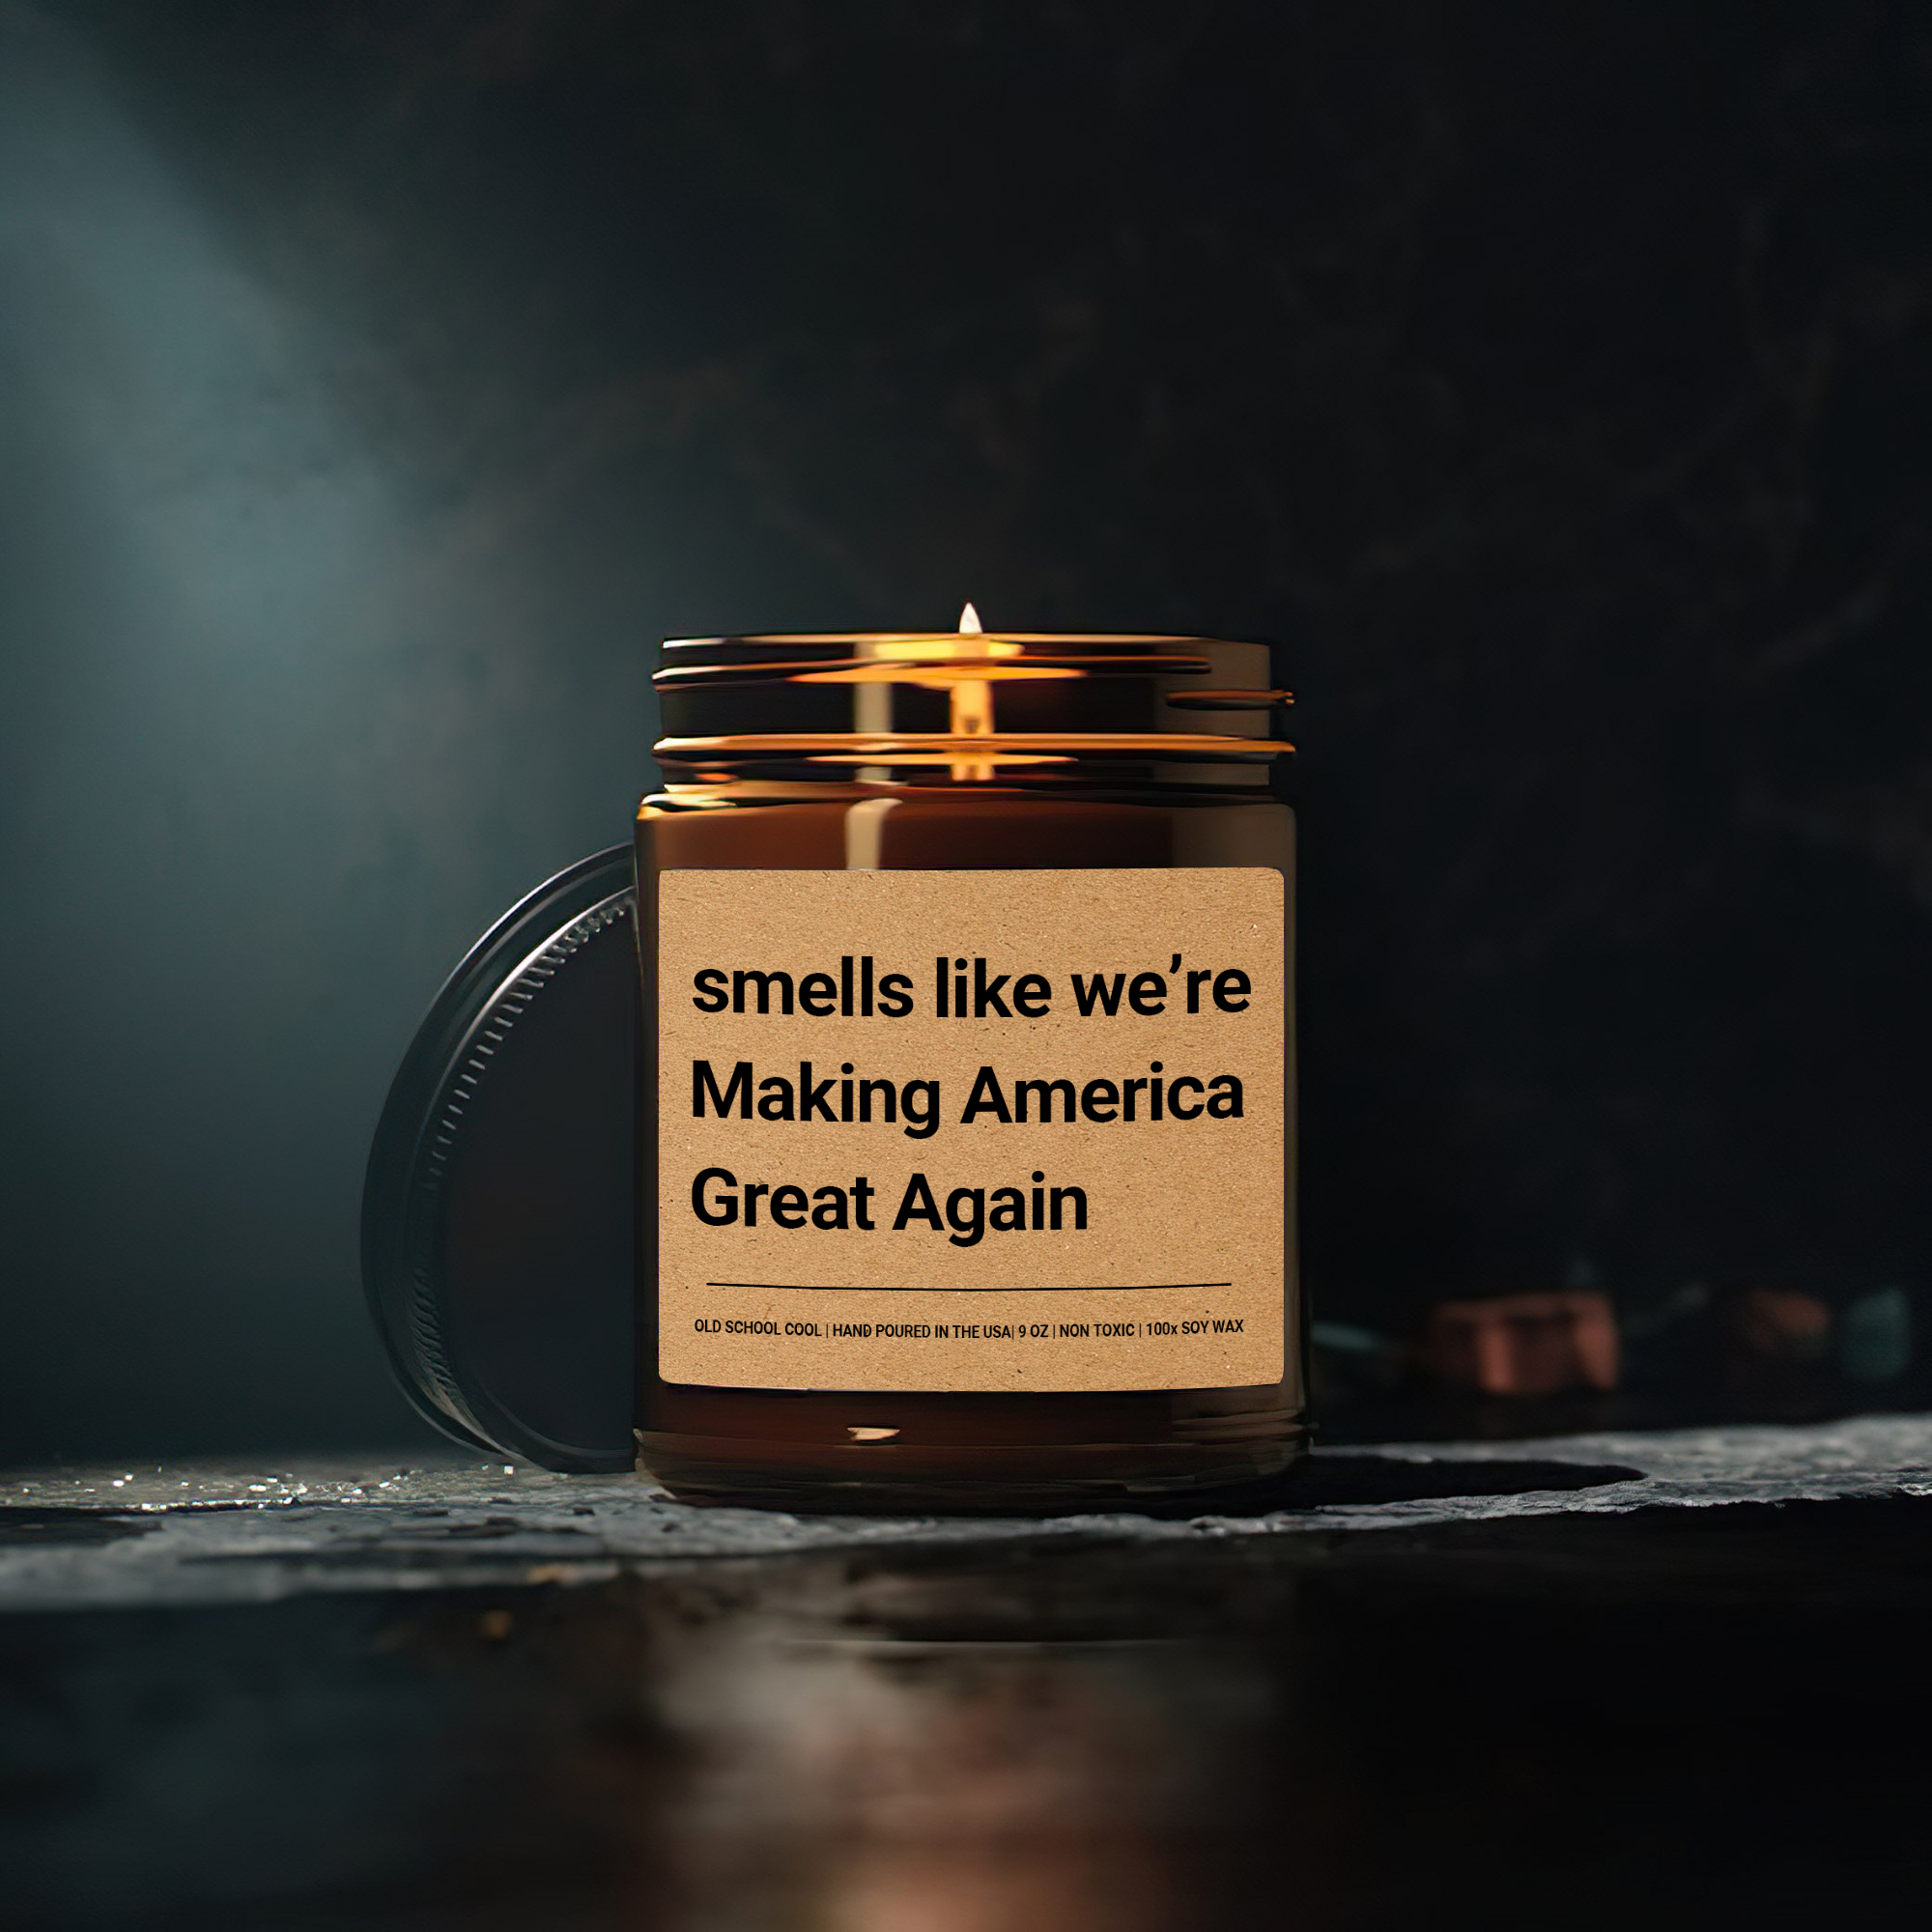 smells like we’re
Making America
Great Again
OLD SCHOOL COOL | HAND POURED IN THE USA| 9 OZ | NON TOXIC | 100x SOY WAX